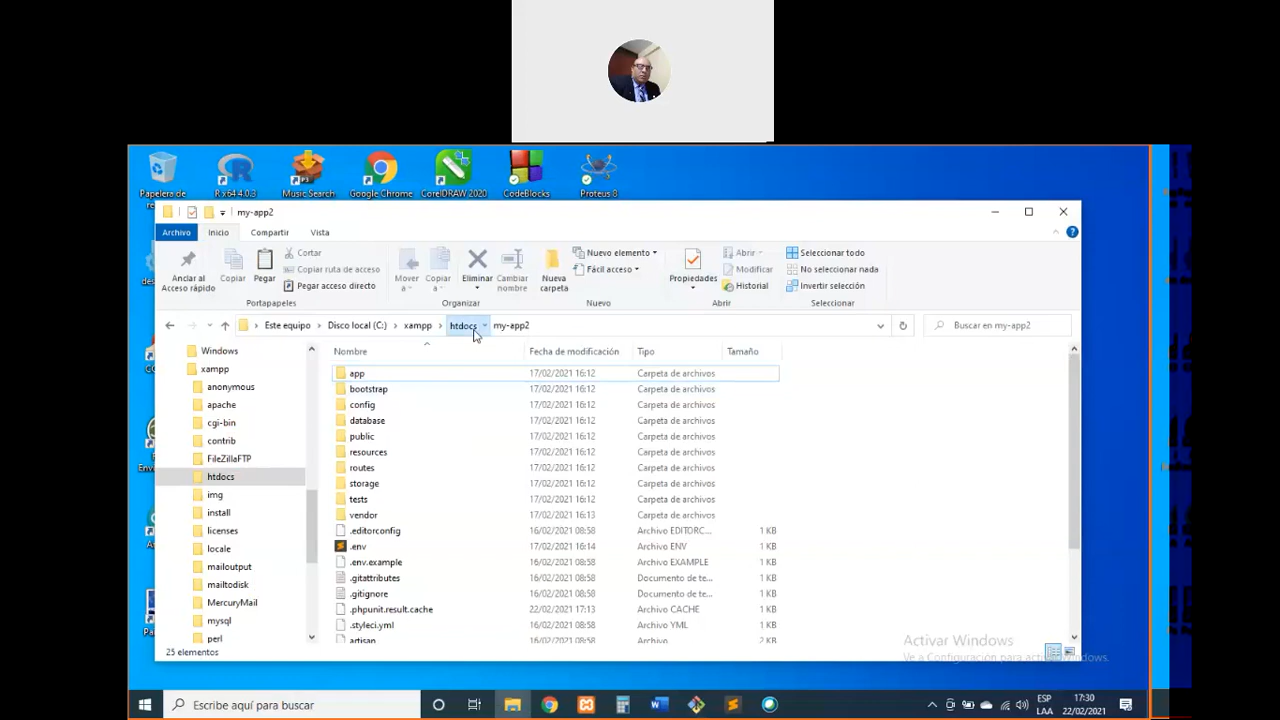 Papelera de
R x64 4.0.3
Music Search
Google Chrome
CorelDRAW 2020
CodeBlocks
Proteus 8
my-app2
Archivo
Inicio
Compartir
Vista
Anclar al
Acceso rápido
Copiar
Pegar
Cortar
Copiar ruta de acceso
Pegar acceso directo
Portapapeles
Mover
a
Copiar
a
Eliminar
Cambiar
nombre
Organizar
Nueva
carpeta
Nuevo elemento
Fácil acceso
Nuevo
Propiedades
Abrir
Modificar
Historial
Abrir
Seleccionar todo
No seleccionar nada
Invertir selección
Seleccionar
Este equipo > Disco local (C:) > xampp > htdocs my-app2
Buscar en my-app2
Windows
xampp
anonymous
apache
cgi-bin
contrib
FileZillaFTP
htdocs
img
install
licenses
locale
mailoutput
mailtodisk
MercuryMail
mysql
perl
Nombre Fecha de modificación Tipo Tamaño
app 17/02/2021 16:12 Carpeta de archivos
bootstrap 17/02/2021 16:12 Carpeta de archivos
config 17/02/2021 16:12 Carpeta de archivos
database 17/02/2021 16:12 Carpeta de archivos
public 17/02/2021 16:12 Carpeta de archivos
resources 17/02/2021 16:12 Carpeta de archivos
routes 17/02/2021 16:12 Carpeta de archivos
storage 17/02/2021 16:12 Carpeta de archivos
tests 17/02/2021 16:12 Carpeta de archivos
vendor 17/02/2021 16:13 Carpeta de archivos
.editorconfig 16/02/2021 08:58 Archivo EDITORC... 1 KB
.env 17/02/2021 16:14 Archivo ENV 1 KB
.env.example 16/02/2021 08:58 Archivo EXAMPLE 1 KB
.gitattributes 16/02/2021 08:58 Documento de te... 1 KB
.gitignore 16/02/2021 08:58 Documento de te... 1 KB
.phpunit.result.cache 22/02/2021 17:13 Archivo CACHE 1 KB
.styleci.yml 16/02/2021 08:58 Archivo YML 1 KB
artisan 16/02/2021 08:58 Archivo 2 KB
25 elementos
Activar Windows
Ve a Configuración para activar Windows.
Escribe aquí para buscar
ESP
LAA
17:30
22/02/2021